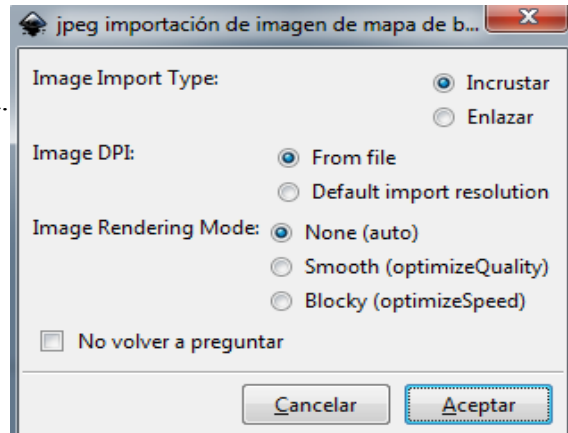 jpeg importación de imagen de mapa de b...
Image Import Type:
Incrustar
Enlazar
Image DPI:
From file
Default import resolution
Image Rendering Mode:
None (auto)
Smooth (optimizeQuality)
Blocky (optimizeSpeed)
No volver a preguntar
Cancelar
Aceptar